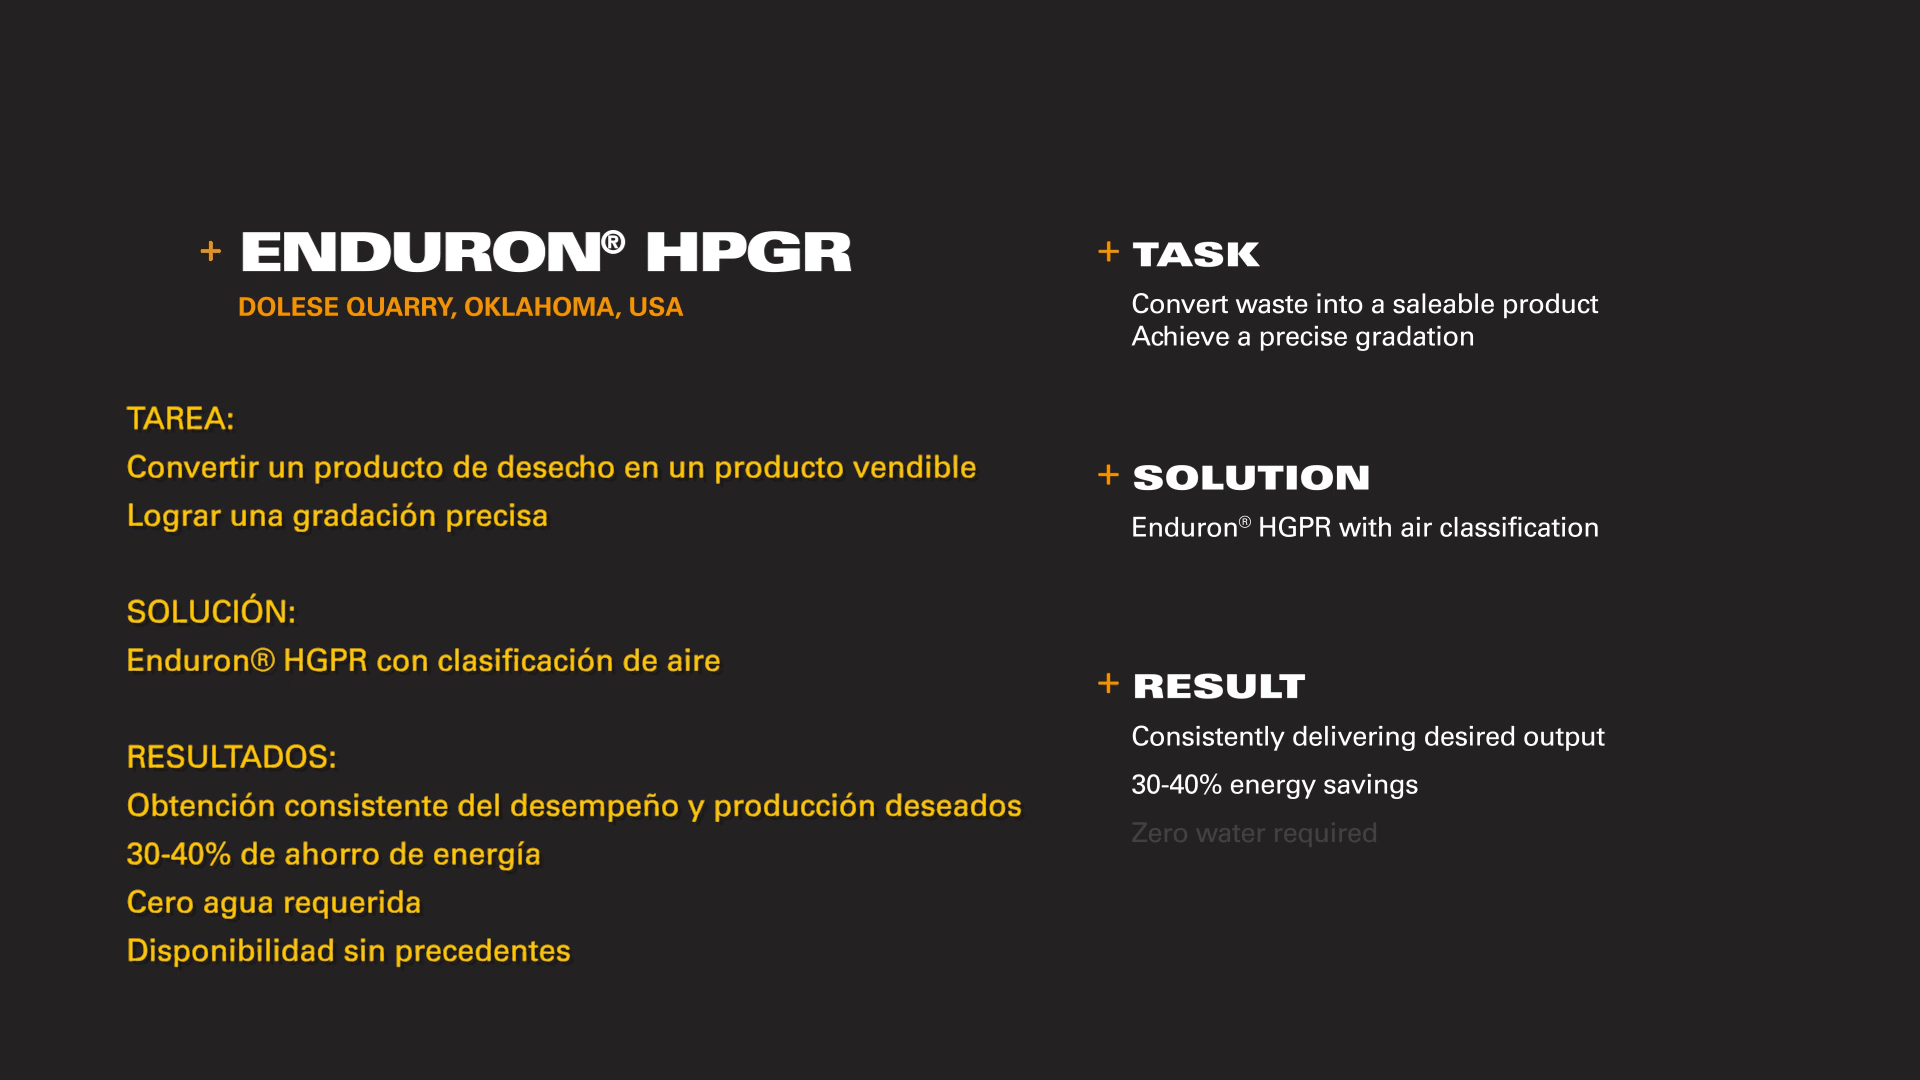 + ENDURON® HPGR
DOLESE QUARRY, OKLAHOMA, USA
TAREA:
Convertir un producto de desecho en un producto vendible
Lograr una gradación precisa
SOLUCIÓN:
Enduron® HGPR con clasificación de aire
RESULTADOS:
Obtención consistente del desempeño y producción deseados
30-40% de ahorro de energía
Cero agua requerida
Disponibilidad sin precedentes
+ TASK
Convert waste into a saleable product
Achieve a precise gradation
+ SOLUTION
Enduron® HGPR with air classification
+ RESULT
Consistently delivering desired output
30-40% energy savings
Zero water required